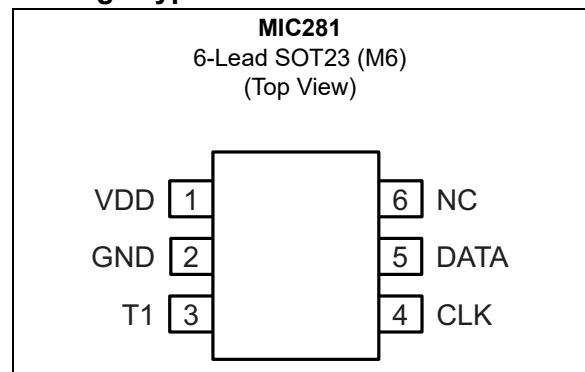 MIC281
6-Lead SOT23 (M6)
(Top View)
VDD 1 6 NC
GND 2 5 DATA
T1 3 4 CLK